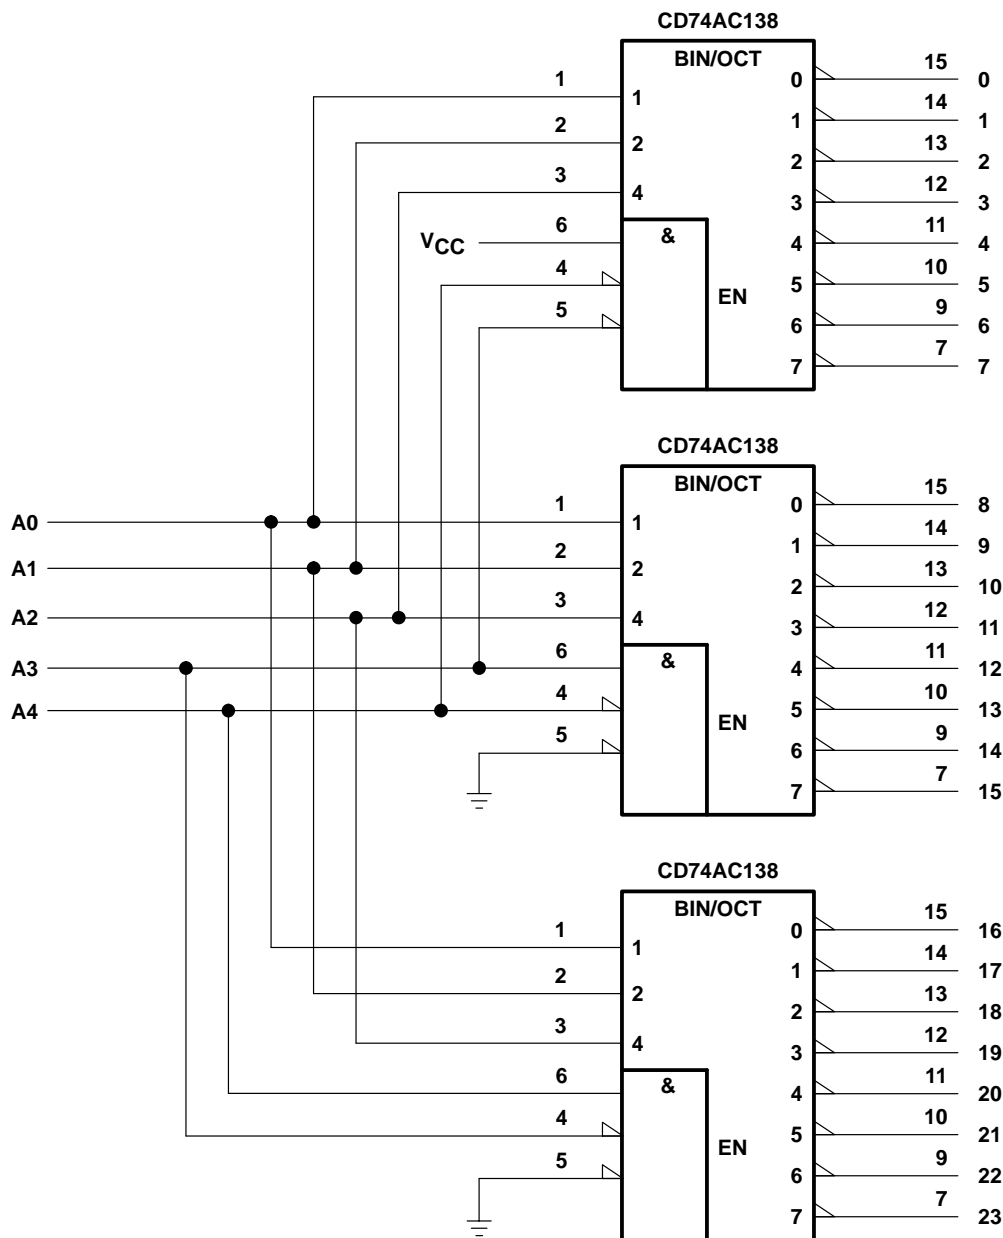 CD74AC138
BIN/OCT
1 1 0 15 0
2 2 1 14 1
3 4 2 13 2
VCC 6 & 3 12 3
4 4 11 4
5 EN 5 10 5
6 9 6
7 7 7
CD74AC138
BIN/OCT
A0 1 1 0 15 8
A1 2 2 1 14 9
A2 3 4 2 13 10
A3 6 & 3 12 11
A4 4 4 11 12
5 EN 5 10 13
6 9 14
7 7 15
CD74AC138
BIN/OCT
1 1 0 15 16
2 2 1 14 17
3 4 2 13 18
6 & 3 12 19
4 4 11 20
5 EN 5 10 21
6 9 22
7 7 23